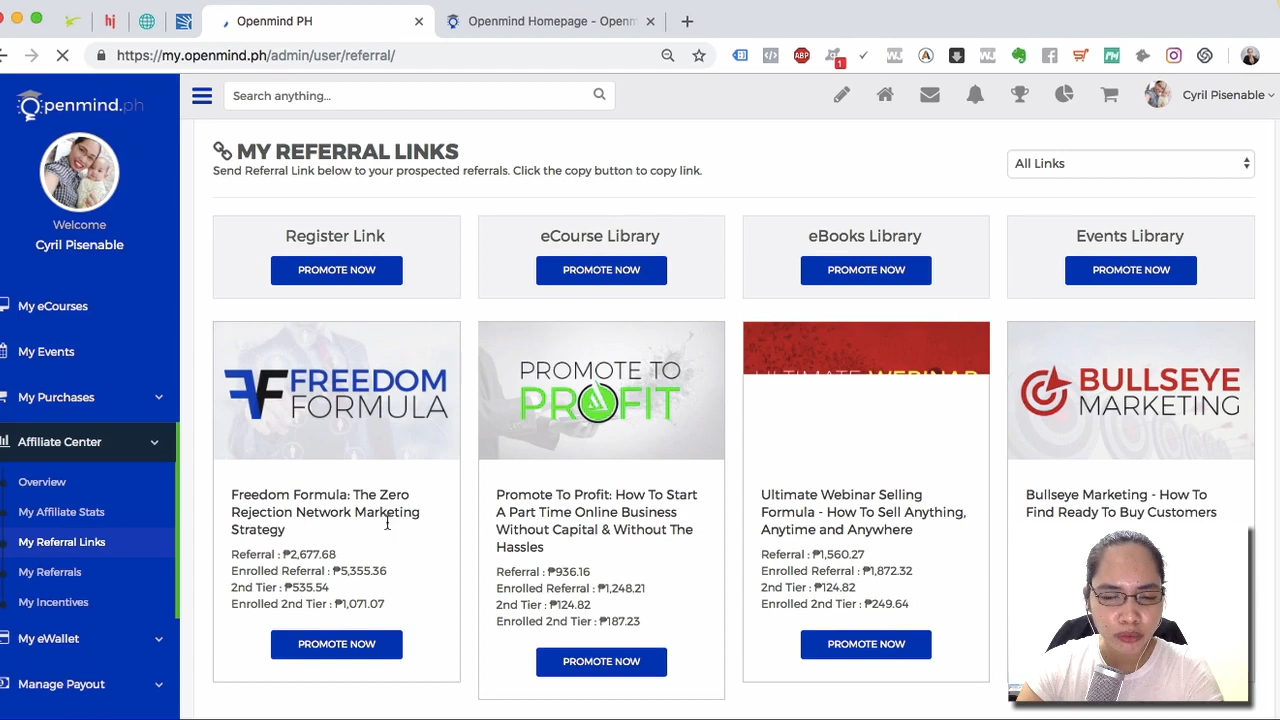 Openmind PH
Openmind Homepage - Openm
https://my.openmind.ph/admin/user/referral/
1
Openmind.ph
Search anything...
Cyril Pisenable
Welcome
Cyril Pisenable
My eCourses
My Events
My Purchases
Affiliate Center
Overview
My Affiliate Stats
My Referral Links
My Referrals
My Incentives
My eWallet
Manage Payout
MY REFERRAL LINKS
Send Referral Link below to your prospected referrals. Click the copy button to copy link.
All Links
Register Link
PROMOTE NOW
eCourse Library
PROMOTE NOW
eBooks Library
PROMOTE NOW
Events Library
PROMOTE NOW
FF FREEDOM
FORMULA
Freedom Formula: The Zero
Rejection Network Marketing
Strategy
Referral : ₱2,677.68
Enrolled Referral : ₱5,355.36
2nd Tier : ₱535.54
Enrolled 2nd Tier : ₱1,071.07
PROMOTE NOW
PROMOTE TO
PROFIT
Promote To Profit: How To Start
A Part Time Online Business
Without Capital & Without The
Hassles
Referral : ₱936.16
Enrolled Referral : ₱1,248.21
2nd Tier : ₱124.82
Enrolled 2nd Tier : ₱187.23
PROMOTE NOW
ULTIMATE WEBINAR
Ultimate Webinar Selling
Formula - How To Sell Anything,
Anytime and Anywhere
Referral : ₱1,560.27
Enrolled Referral : ₱1,872.32
2nd Tier : ₱124.82
Enrolled 2nd Tier : ₱249.64
PROMOTE NOW
BULLSEYE
MARKETING
Bullseye Marketing - How To
Find Ready To Buy Customers